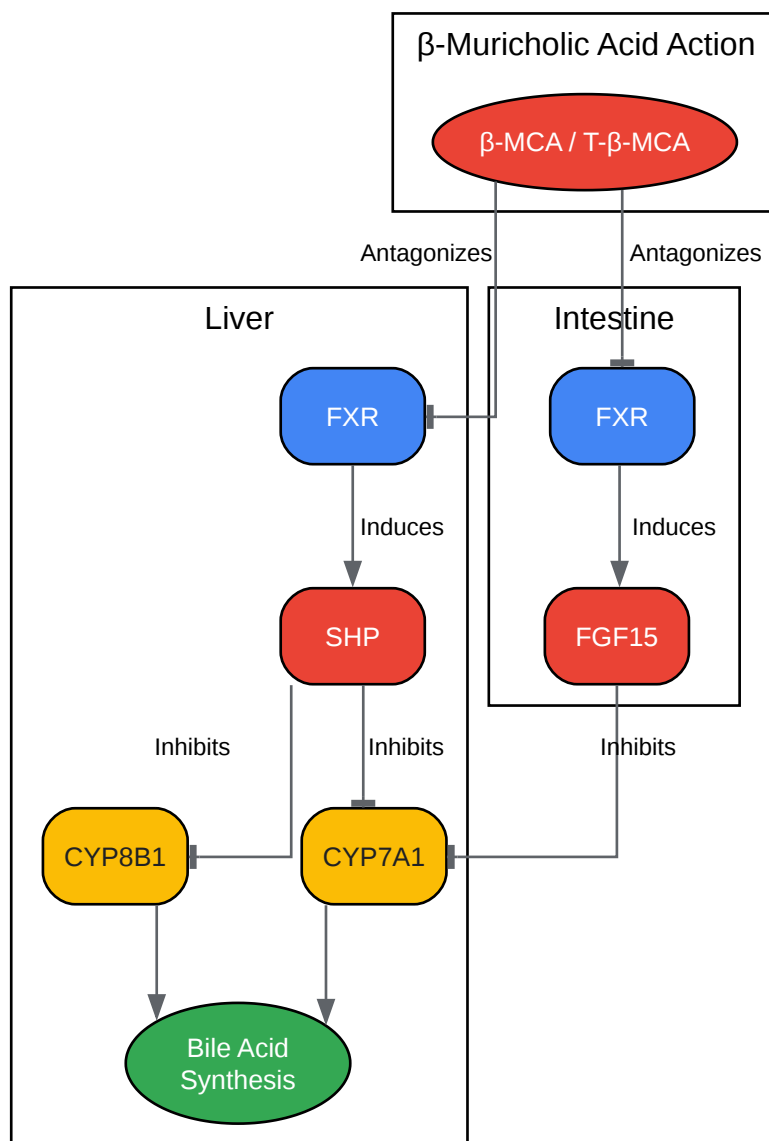 β-Muricholic Acid Action
β-MCA / T-β-MCA
Antagonizes
Antagonizes
Liver
Intestine
FXR
FXR
Induces
Induces
SHP
FGF15
Inhibits
Inhibits
Inhibits
CYP8B1
CYP7A1
Bile Acid
Synthesis